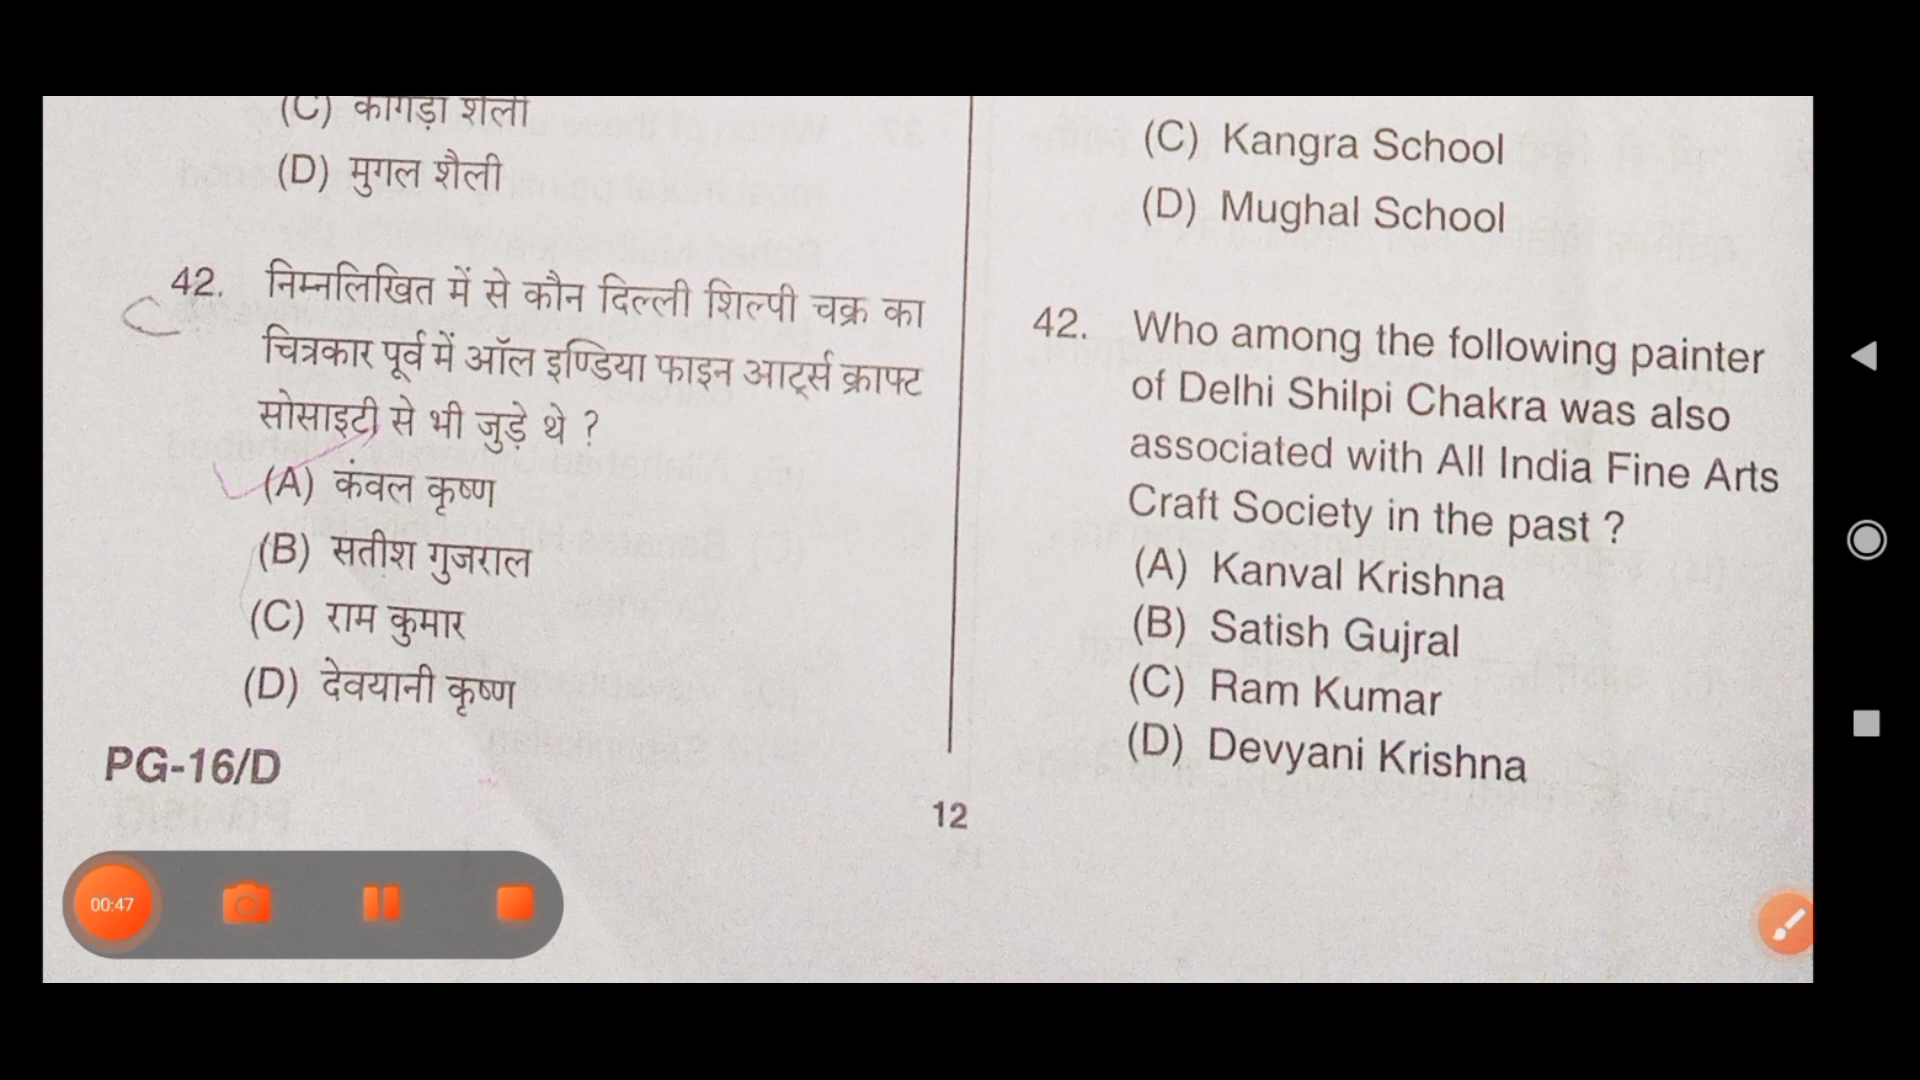 (C) कांगड़ा शैली
(D) मुगल शैली
42. निम्नलिखित में से कौन दिल्ली शिल्पी चक्र का
चित्रकार पूर्व में ऑल इण्डिया फाइन आर्ट्स क्राफ्ट
सोसाइटी से भी जुड़े थे ?
(A) कंवल कृष्ण
(B) सतीश गुजराल
(C) राम कुमार
(D) देवयानी कृष्ण
PG-16/D
(C) Kangra School
(D) Mughal School
42. Who among the following painter
of Delhi Shilpi Chakra was also
associated with All India Fine Arts
Craft Society in the past ?
(A) Kanval Krishna
(B) Satish Gujral
(C) Ram Kumar
(D) Devyani Krishna
12
00:47